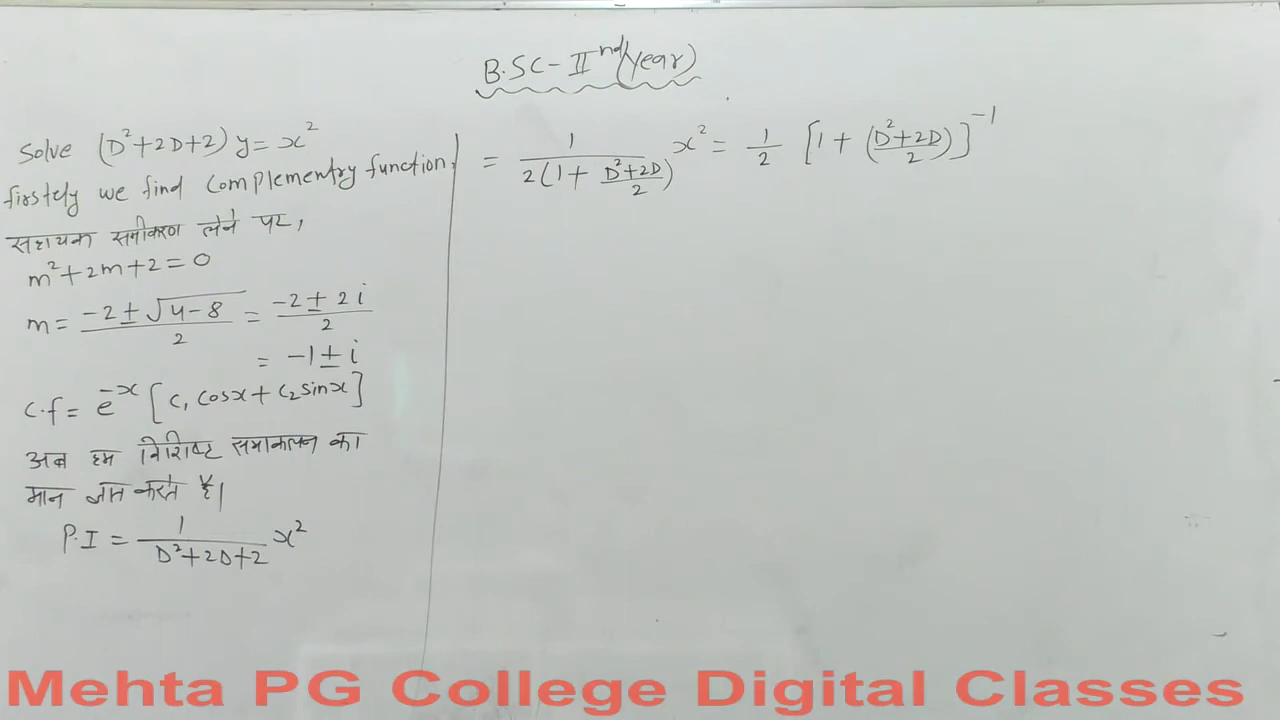 B.SC-IInd(Year)
Solve (D²+2D+2) y = x²
firstely we find Complementry function,
सहायक समीकरण लेने पर,
m²+2m+2=0
m = (-2±√4-8)/2 = (-2±2i)/2
= -1±i
C.f = e^-x [C₁ Cosx + C₂ sinx]
अब हम विशिष्ट समाकलन का
मान ज्ञात करते है।
P.I = 1/(D²+2D+2) x²
= 1/(2(1+(D²+2D)/2)) x² = 1/2 [1+((D²+2D)/2)]^-1
Mehta PG College Digital Classes